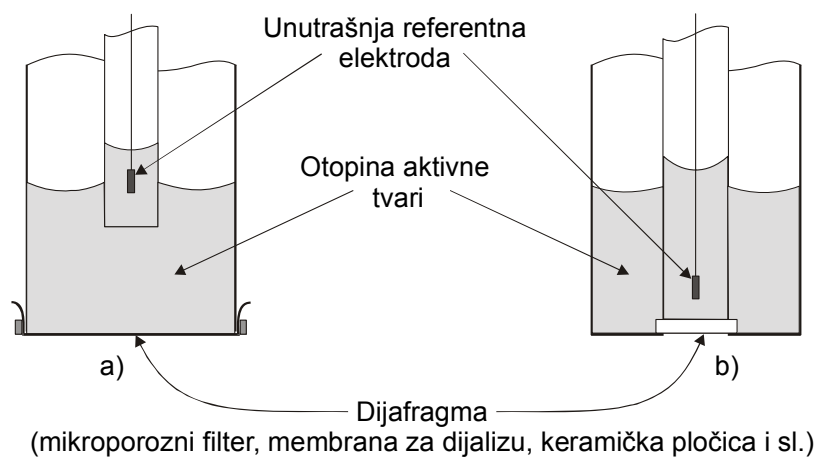 Unutrašnja referentna
elektroda
Otopina aktivne
tvari
a)
b)
Dijafragma
(mikroporozni filter, membrana za dijalizu, keramička pločica i sl.)